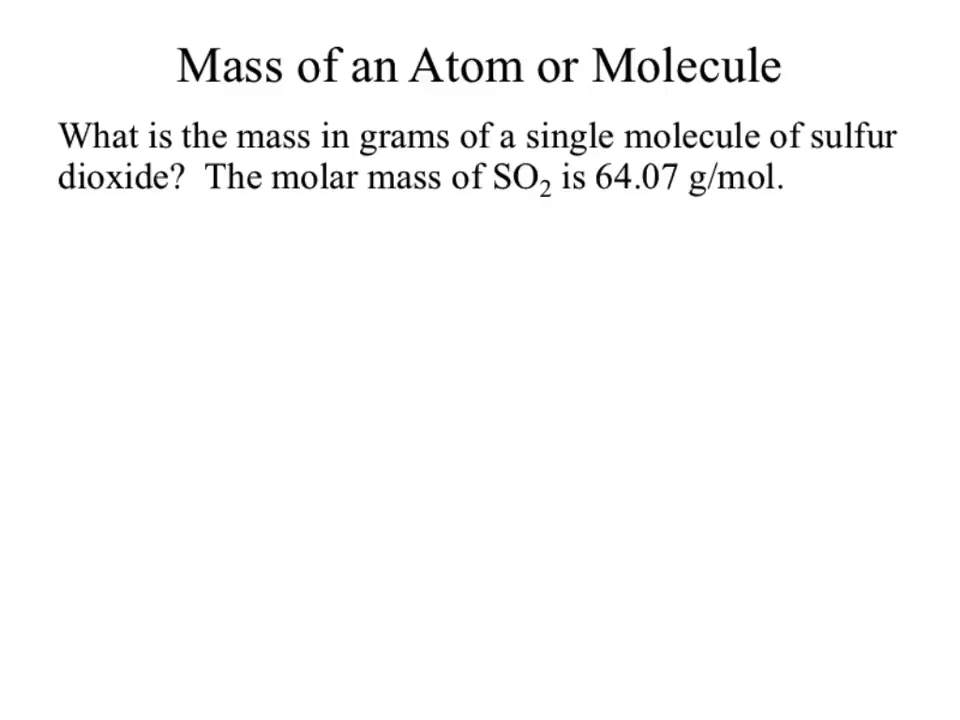 Mass of an Atom or Molecule
What is the mass in grams of a single molecule of sulfur
dioxide?  The molar mass of SO₂ is 64.07 g/mol.